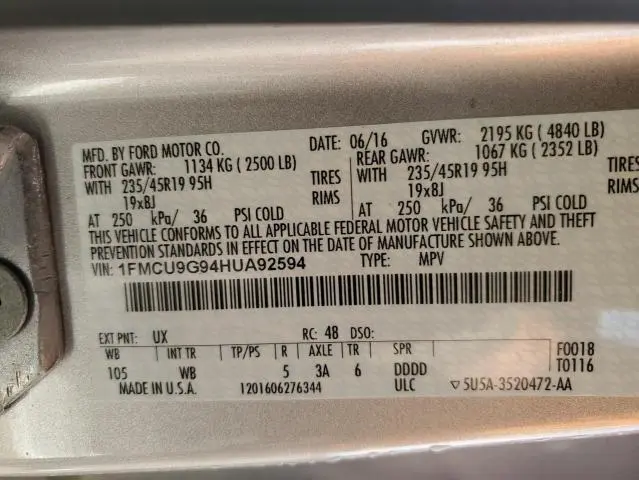 MFD. BY FORD MOTOR CO. DATE: 06/16 GVWR: 2195 KG ( 4840 LB)
FRONT GAWR: 1134 KG ( 2500 LB) REAR GAWR: 1067 KG ( 2352 LB)
WITH 235/45R19 95H TIRES WITH 235/45R19 95H TIRES
19x8J RIMS 19x8J RIMS
AT 250 kPa/ 36 PSI COLD AT 250 kPa/ 36 PSI COLD
THIS VEHICLE CONFORMS TO ALL APPLICABLE FEDERAL MOTOR VEHICLE SAFETY AND THEFT
PREVENTION STANDARDS IN EFFECT ON THE DATE OF MANUFACTURE SHOWN ABOVE.
VIN: 1FMCU9G94HUA92594 TYPE: MPV
EXT PNT: UX RC: 48 DSO:
WB INT TR TP/PS R AXLE TR SPR F0018
105 WB 5 3A 6 DDDD T0116
MADE IN U.S.A. 1201606276344 ULC ▽5U5A-3520472-AA